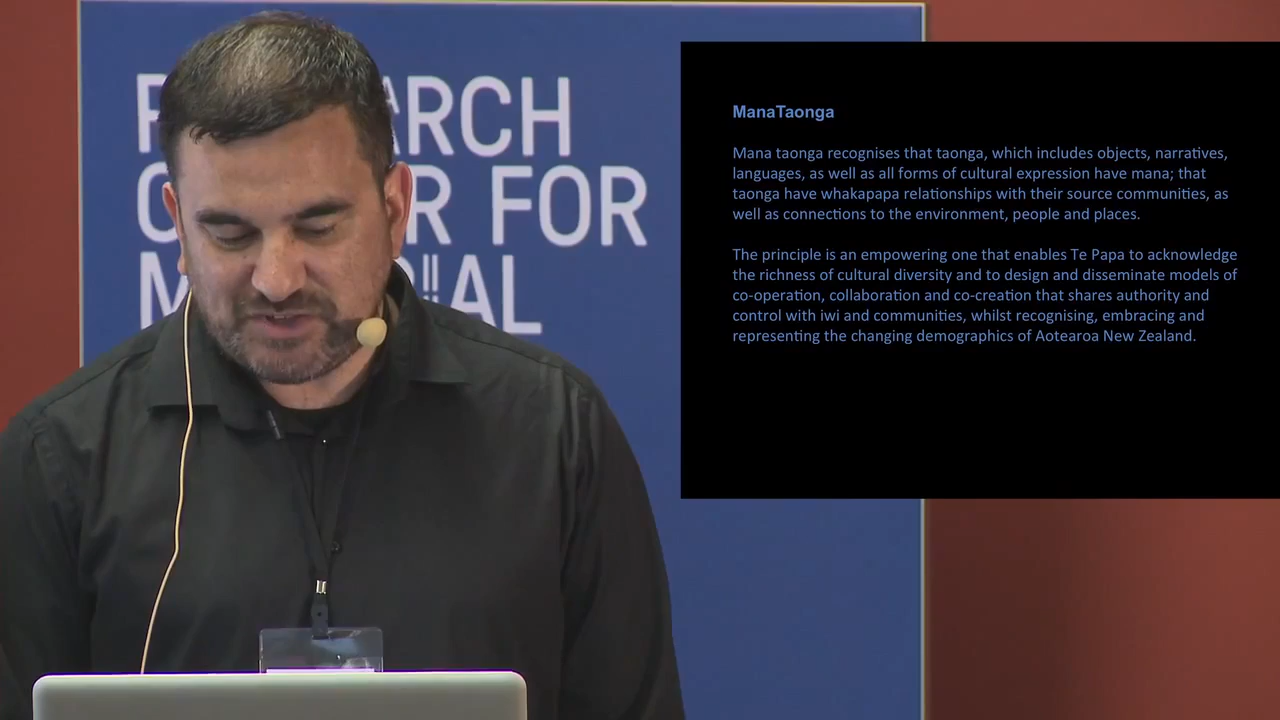 RESEARCH
CENTER FOR
MATERIAL
ManaTaonga
Mana taonga recognises that taonga, which includes objects, narratives,
languages, as well as all forms of cultural expression have mana; that
taonga have whakapapa relationships with their source communities, as
well as connections to the environment, people and places.
The principle is an empowering one that enables Te Papa to acknowledge
the richness of cultural diversity and to design and disseminate models of
co-operation, collaboration and co-creation that shares authority and
control with iwi and communities, whilst recognising, embracing and
representing the changing demographics of Aotearoa New Zealand.